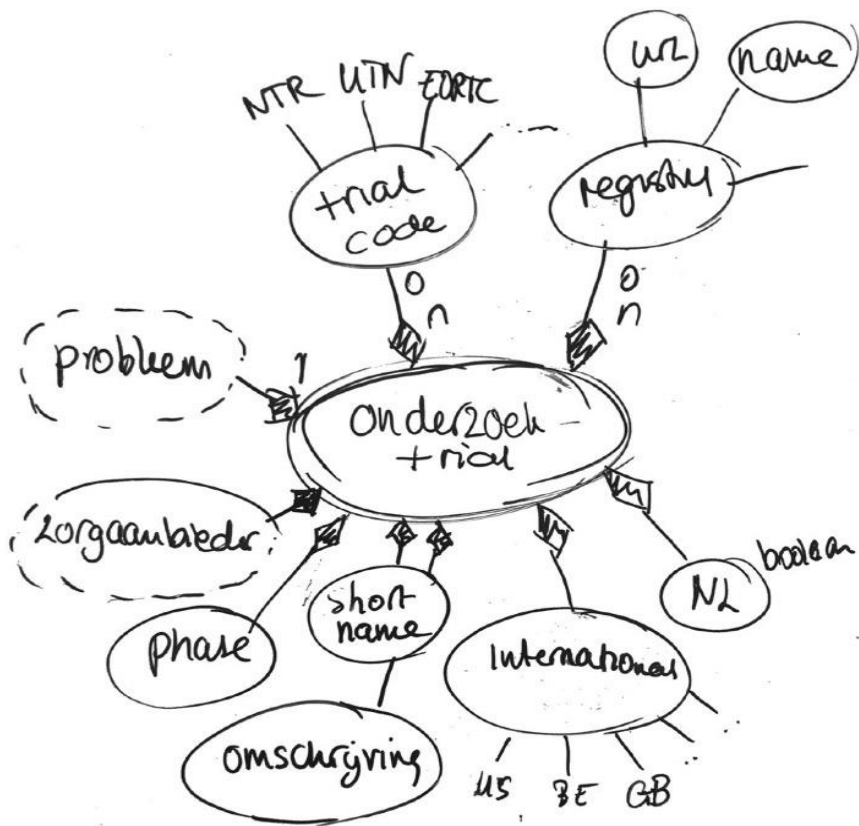 NTR UTN EORTC ...
url
name
trial
code
registry
0
n
0
n
probleem
1
onderzoek
trial
zorgaanbieder
phase
short
name
omschrijving
International
US BE GB ...
NL
boolean